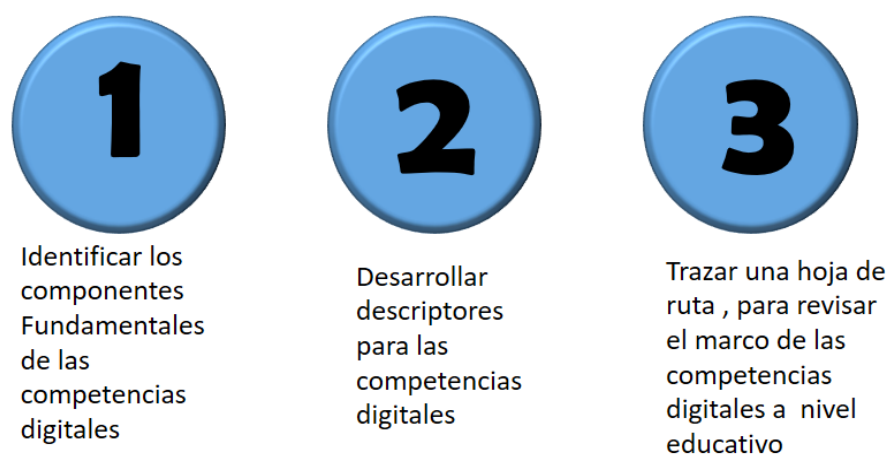 1
Identificar los
componentes
Fundamentales
de las
competencias
digitales
2
Desarrollar
descriptores
para las
competencias
digitales
3
Trazar una hoja de
ruta , para revisar
el marco de las
competencias
digitales a  nivel
educativo